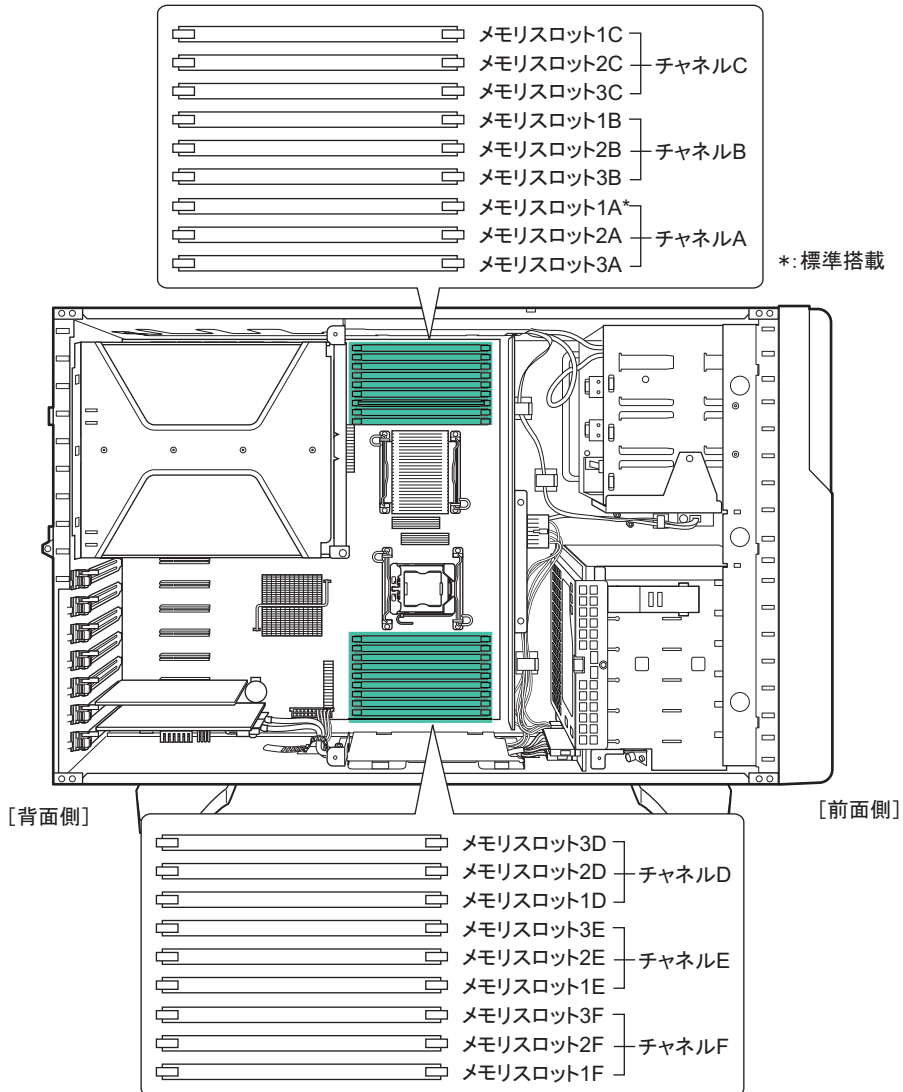 メモリスロット1C
メモリスロット2C
チャネルC
メモリスロット3C
メモリスロット1B
メモリスロット2B
チャネルB
メモリスロット3B
メモリスロット1A*
メモリスロット2A
チャネルA
メモリスロット3A
*:標準搭載
[背面側]
[前面側]
メモリスロット3D
メモリスロット2D
チャネルD
メモリスロット1D
メモリスロット3E
メモリスロット2E
チャネルE
メモリスロット1E
メモリスロット3F
メモリスロット2F
チャネルF
メモリスロット1F